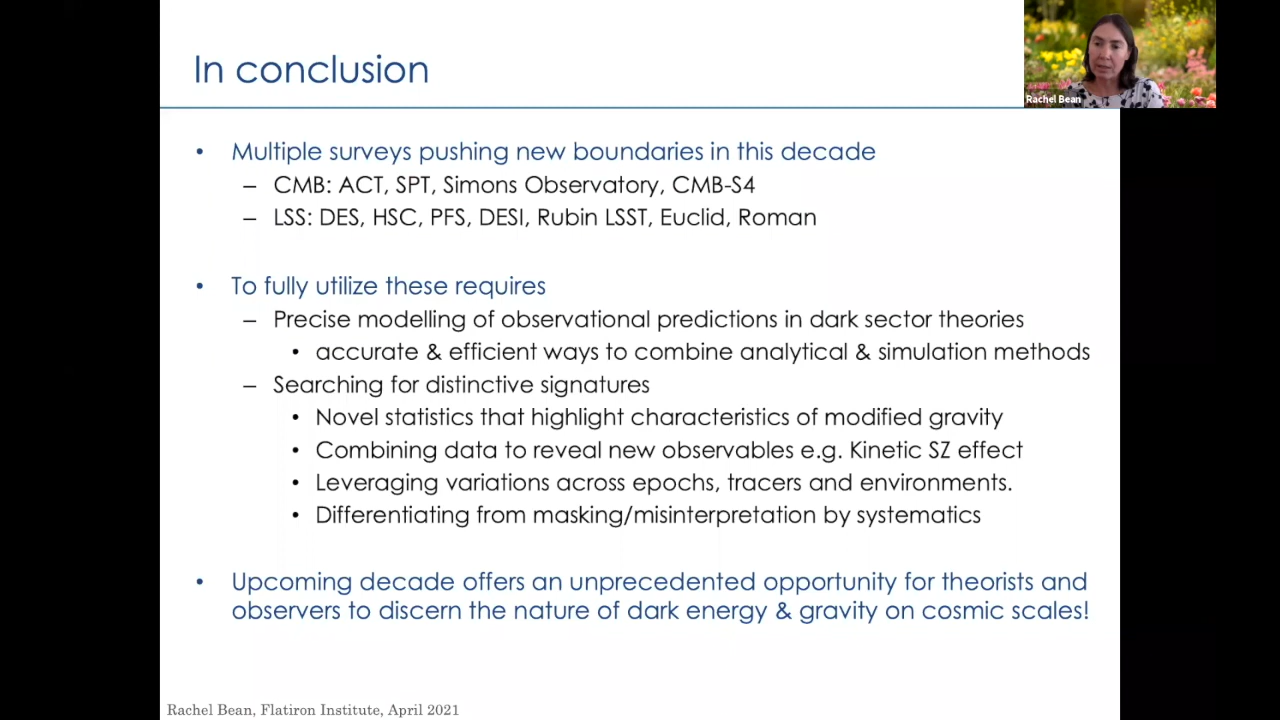 In conclusion
Rachel Bean
• Multiple surveys pushing new boundaries in this decade
– CMB: ACT, SPT, Simons Observatory, CMB-S4
– LSS: DES, HSC, PFS, DESI, Rubin LSST, Euclid, Roman
• To fully utilize these requires
– Precise modelling of observational predictions in dark sector theories
• accurate & efficient ways to combine analytical & simulation methods
– Searching for distinctive signatures
• Novel statistics that highlight characteristics of modified gravity
• Combining data to reveal new observables e.g. Kinetic SZ effect
• Leveraging variations across epochs, tracers and environments.
• Differentiating from masking/misinterpretation by systematics
• Upcoming decade offers an unprecedented opportunity for theorists and
observers to discern the nature of dark energy & gravity on cosmic scales!
Rachel Bean, Flatiron Institute, April 2021